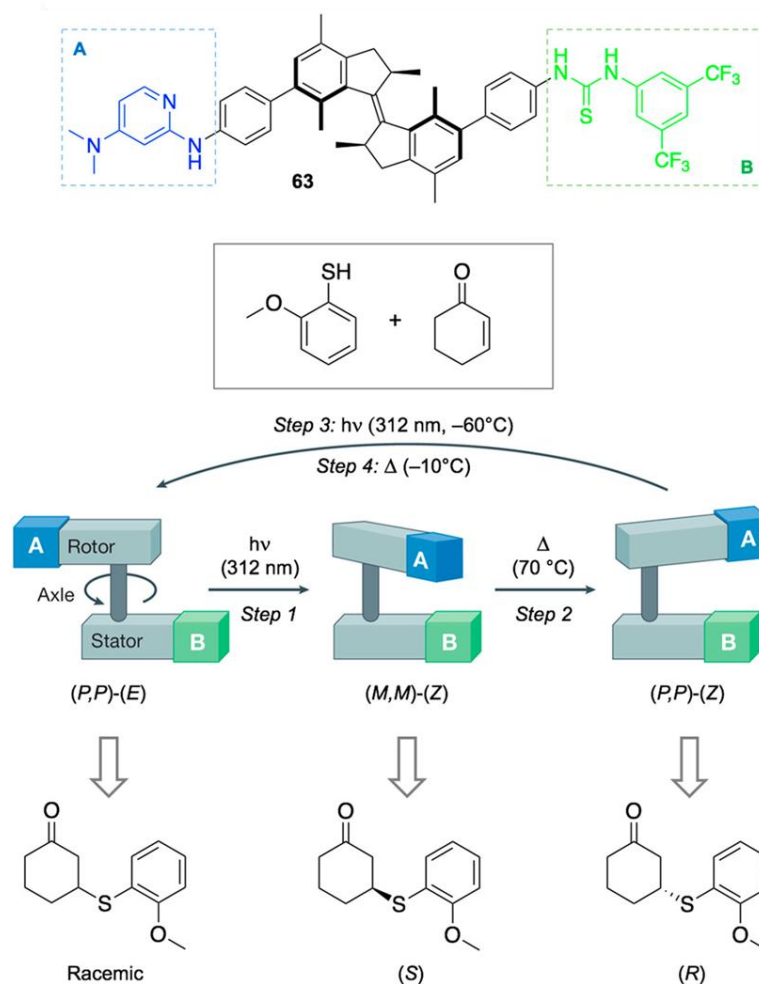 A
N
N
N
H
63
H
N
H
N
S
CF3
CF3
B
SH
O
+
O
Step 3: hν (312 nm, –60°C)
Step 4: Δ (–10°C)
A Rotor
Axle
Stator B
hν
(312 nm)
Step 1
A
B
Δ
(70 °C)
Step 2
A
B
(P,P)-(E)
(M,M)-(Z)
(P,P)-(Z)
O
S
O
Racemic
O
S
O
(S)
O
S
O
(R)